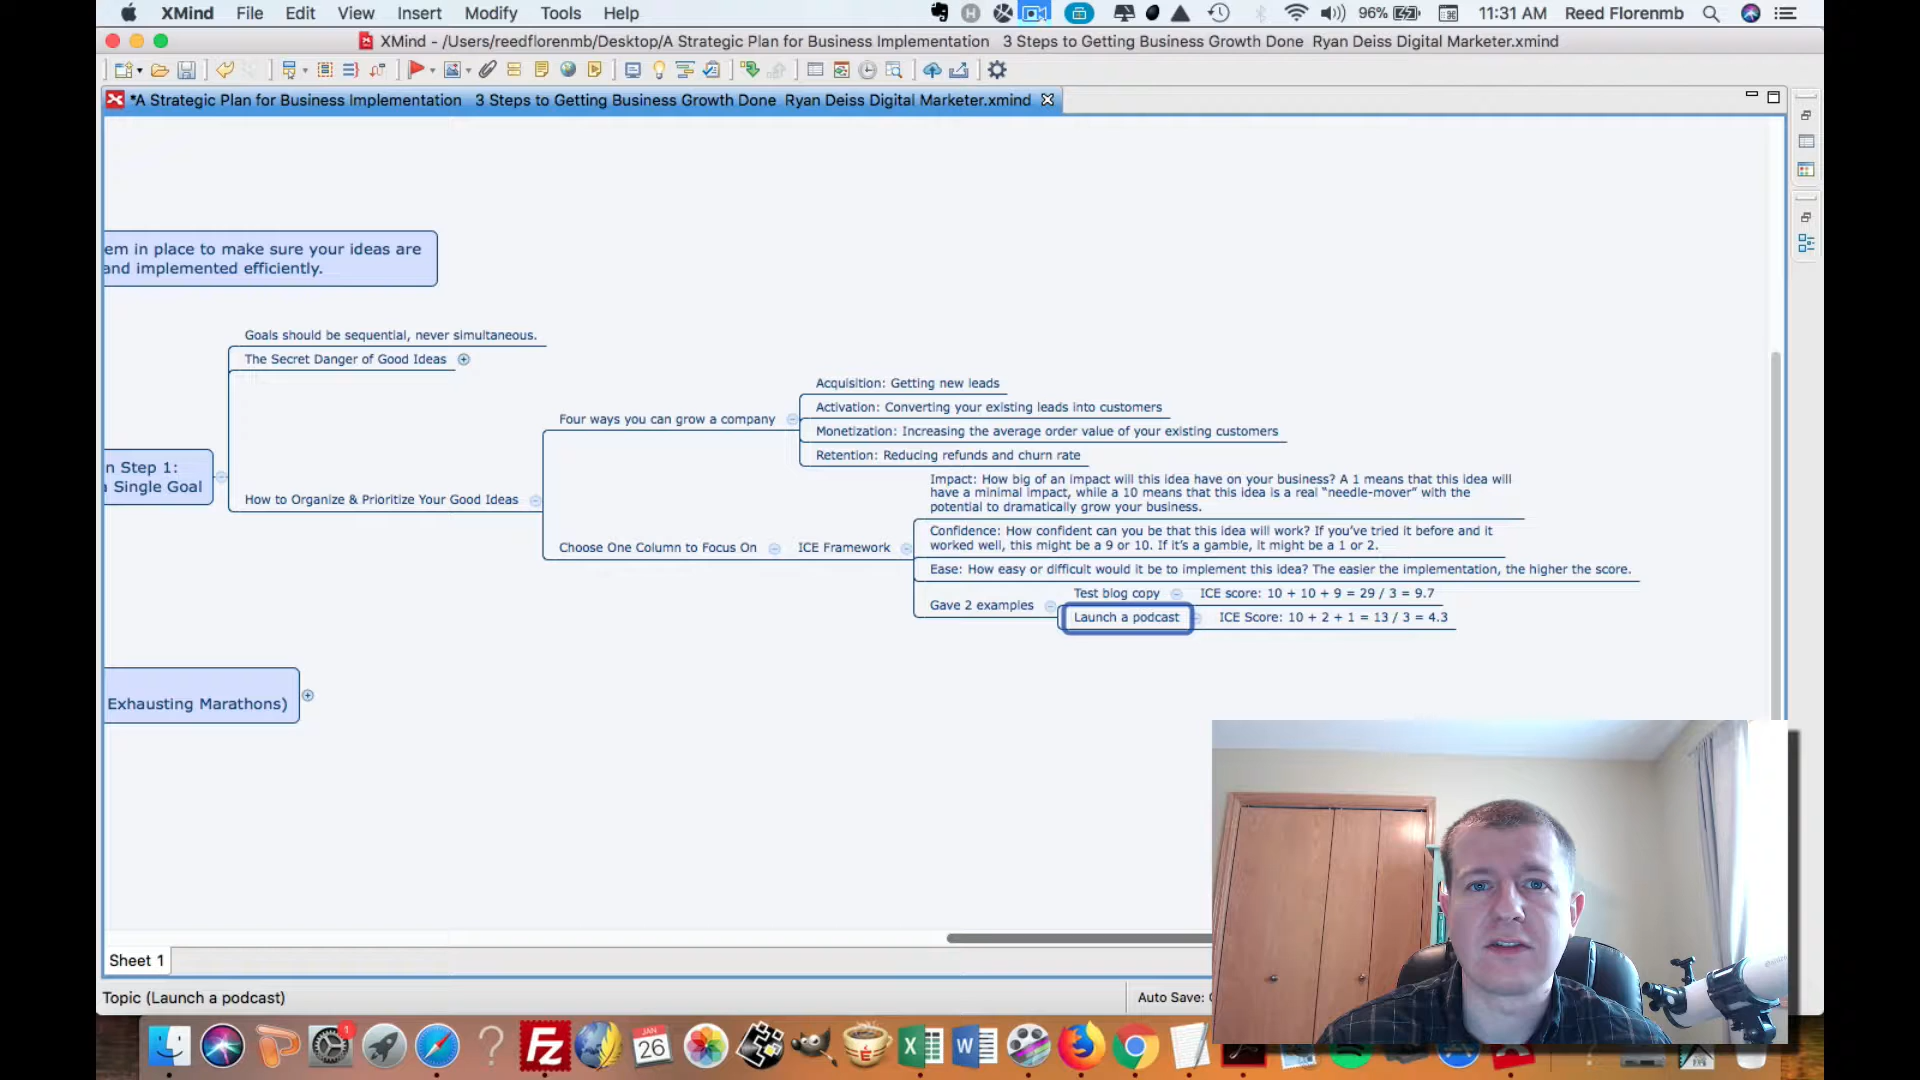 XMind File Edit View Insert Modify Tools Help 96% 11:31 AM Reed Florenmb
XMind - /Users/reedflorenmb/Desktop/A Strategic Plan for Business Implementation 3 Steps to Getting Business Growth Done Ryan Deiss Digital Marketer.xmind
*A Strategic Plan for Business Implementation 3 Steps to Getting Business Growth Done Ryan Deiss Digital Marketer.xmind
em in place to make sure your ideas are
and implemented efficiently.
Goals should be sequential, never simultaneous.
The Secret Danger of Good Ideas
n Step 1:
a Single Goal
How to Organize & Prioritize Your Good Ideas
Four ways you can grow a company
Acquisition: Getting new leads
Activation: Converting your existing leads into customers
Monetization: Increasing the average order value of your existing customers
Retention: Reducing refunds and churn rate
Choose One Column to Focus On
ICE Framework
Impact: How big of an impact will this idea have on your business? A 1 means that this idea will
have a minimal impact, while a 10 means that this idea is a real “needle-mover” with the
potential to dramatically grow your business.
Confidence: How confident can you be that this idea will work? If you’ve tried it before and it
worked well, this might be a 9 or 10. If it’s a gamble, it might be a 1 or 2.
Ease: How easy or difficult would it be to implement this idea? The easier the implementation, the higher the score.
Gave 2 examples
Test blog copy
ICE score: 10 + 10 + 9 = 29 / 3 = 9.7
Launch a podcast
ICE Score: 10 + 2 + 1 = 13 / 3 = 4.3
Exhausting Marathons)
Sheet 1
Topic (Launch a podcast)
Auto Save:
JAN
26
1